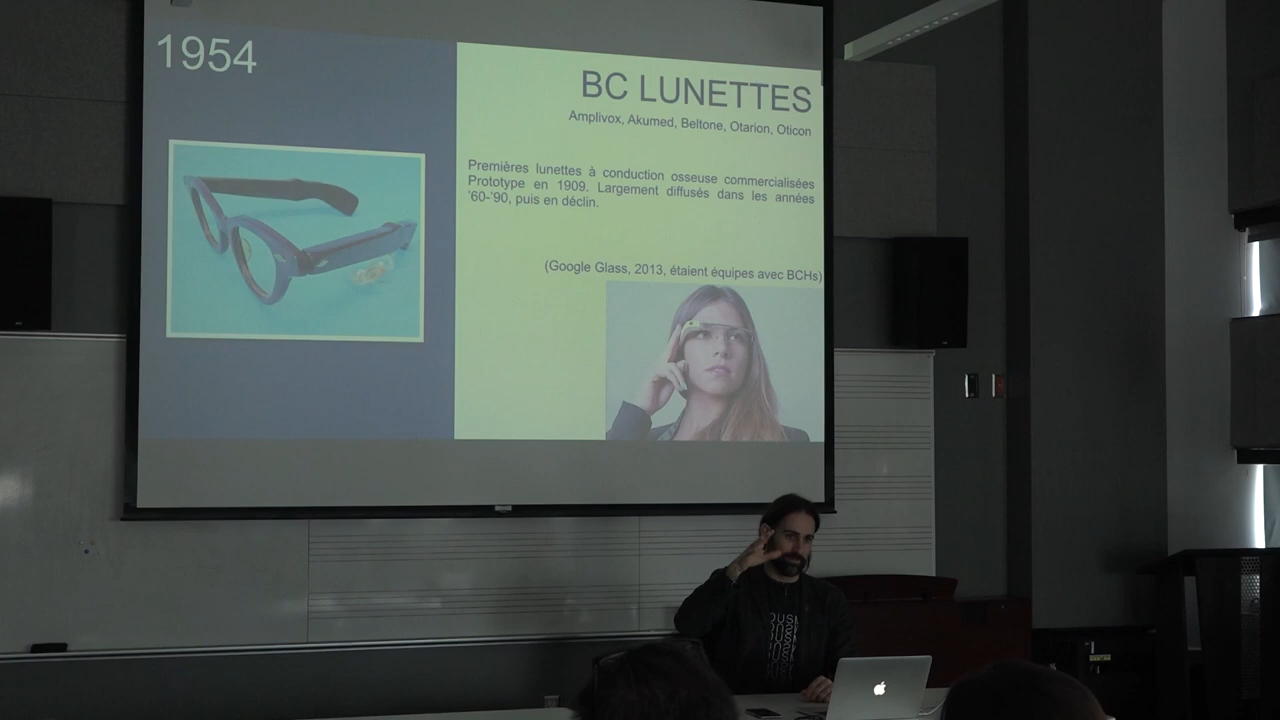 1954
BC LUNETTES
Amplivox, Akumed, Beltone, Otarion, Oticon
Premières lunettes à conduction osseuse commercialisées
Prototype en 1909. Largement diffusés dans les années
'60-'90, puis en déclin.
(Google Glass, 2013, étaient équipes avec BCHs)